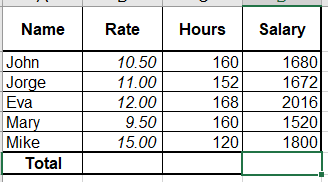 Name Rate Hours Salary
John 10.50 160 1680
Jorge 11.00 152 1672
Eva 12.00 168 2016
Mary 9.50 160 1520
Mike 15.00 120 1800
Total